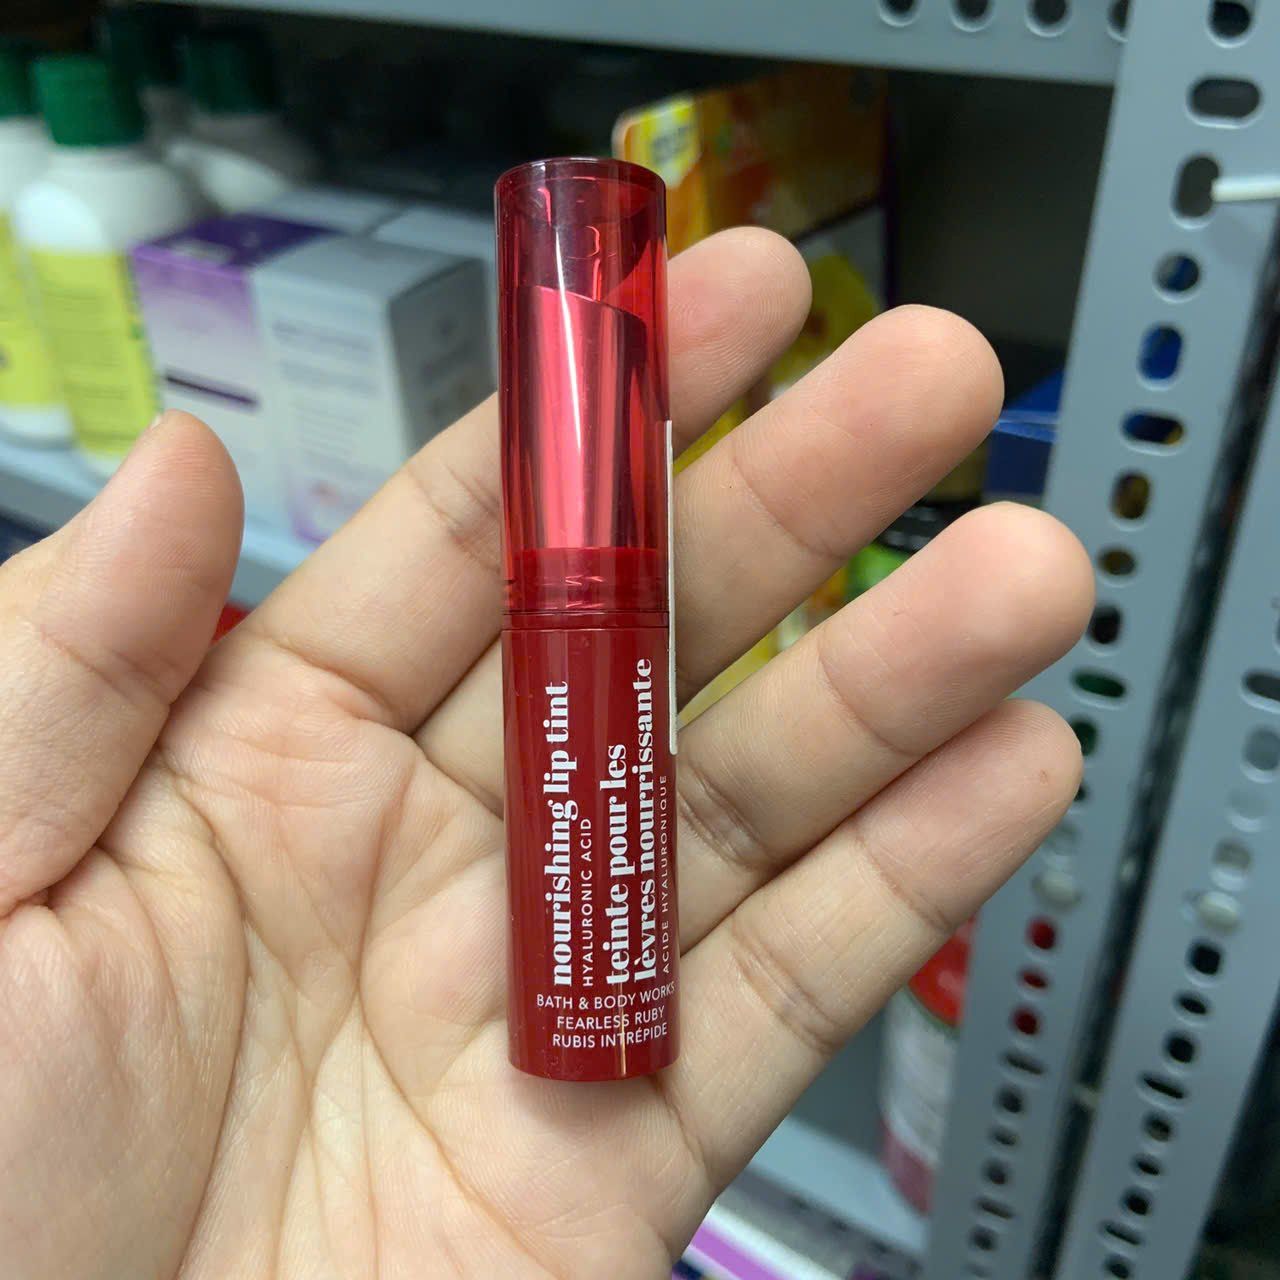 nourishing lip tint
HYALURONIC ACID
teinte pour les
lèvres nourrissante
ACIDE HYALURONIQUE
BATH & BODY WORKS
FEARLESS RUBY
RUBIS INTRÉPIDE